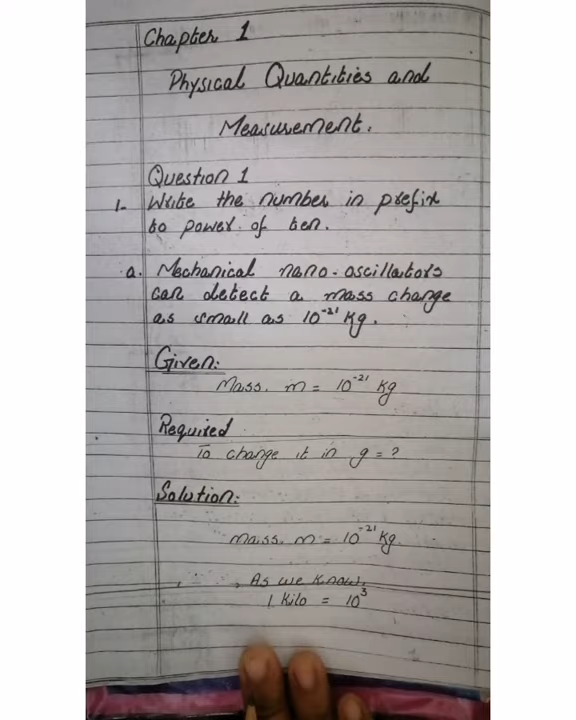 Chapter 1
Physical Quantities and
Measurement.
Question 1
1- Write the number in prefix
to power of ten.
a. Mechanical nano-oscillators
can detect a mass change
as small as 10⁻²¹ kg.
Given:
Mass. m = 10⁻²¹ kg
Required
To change it in g = ?
Solution:
Mass. m = 10⁻²¹ kg.
As we know,
1 Kilo = 10³